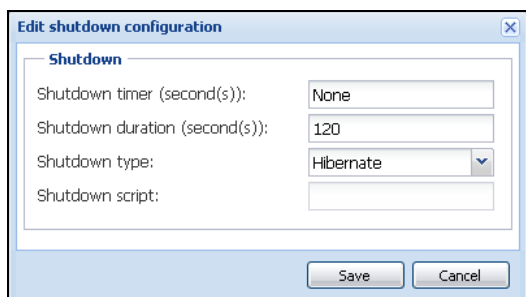 Edit shutdown configuration
Shutdown
Shutdown timer (second(s)): None
Shutdown duration (second(s)): 120
Shutdown type: Hibernate
Shutdown script:
Save Cancel